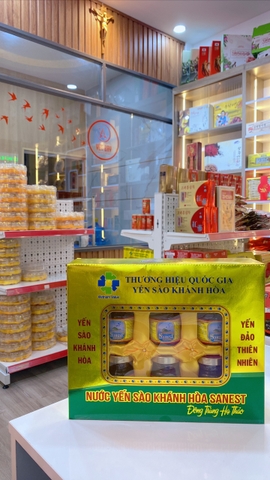 THƯƠNG HIỆU QUỐC GIA
YẾN SÀO KHÁNH HÒA
YẾN
SÀO
KHÁNH
HÒA
YẾN
ĐẢO
THIÊN
NHIÊN
NƯỚC YẾN SÀO KHÁNH HÒA SANEST
Đông Trùng Hạ Thảo